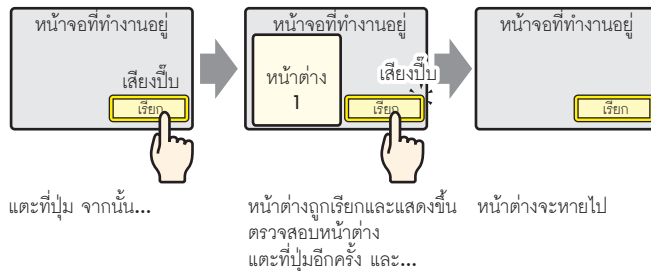 หน้าจอที่ทำงานอยู่
เสียงปี๊บ
เรียก
หน้าจอที่ทำงานอยู่
หน้าต่าง
1
เสียงปี๊บ
เรียก
หน้าจอที่ทำงานอยู่
เรียก
แตะที่ปุ่ม จากนั้น...
หน้าต่างถูกเรียกและแสดงขึ้น
ตรวจสอบหน้าต่าง
แตะที่ปุ่มอีกครั้ง และ...
หน้าต่างจะหายไป